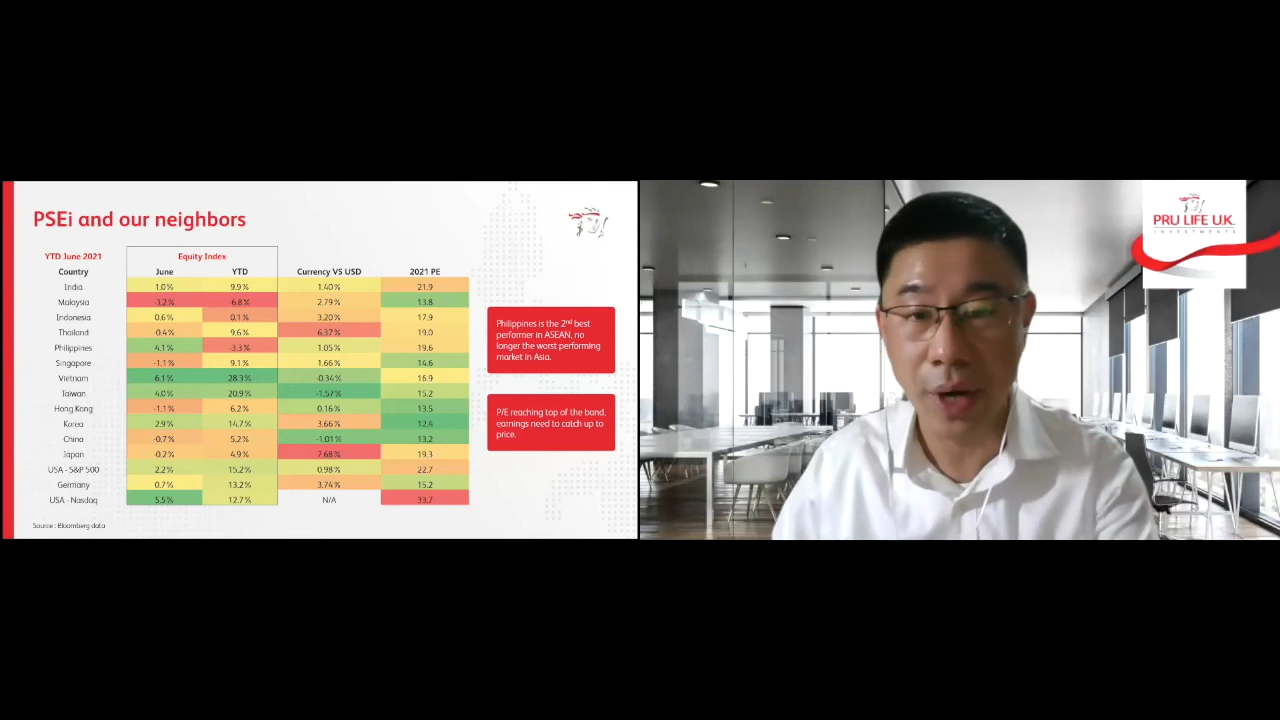 PSEi and our neighbors
YTD June 2021
Equity Index
Country June YTD Currency VS USD 2021 PE
India 1.0% 9.9% 1.40% 21.9
Malaysia -3.2% -6.8% 2.79% 13.8
Indonesia 0.6% 0.1% 3.20% 17.9
Thailand -0.4% 9.6% 6.37% 19.0
Philippines 4.1% -3.3% 1.05% 19.6
Singapore -1.1% 9.1% 1.66% 14.6
Vietnam 6.1% 28.3% -0.34% 16.9
Taiwan 4.0% 20.9% -1.57% 15.2
Hong Kong -1.1% 6.2% 0.16% 13.5
Korea 2.9% 14.7% 3.66% 12.4
China -0.7% 5.2% -1.01% 13.2
Japan -0.2% 4.9% 7.68% 19.3
USA - S&P 500 2.2% 15.2% 0.98% 22.7
Germany 0.7% 13.2% 3.74% 15.2
USA - Nasdaq 5.5% 12.7% N/A 33.7
Source : Bloomberg data
Philippines is the 2nd best
performer in ASEAN, no
longer the worst performing
market in Asia.
P/E reaching top of the band,
earnings need to catch up to
price.
PRU LIFE U.K.
INVESTMENTS